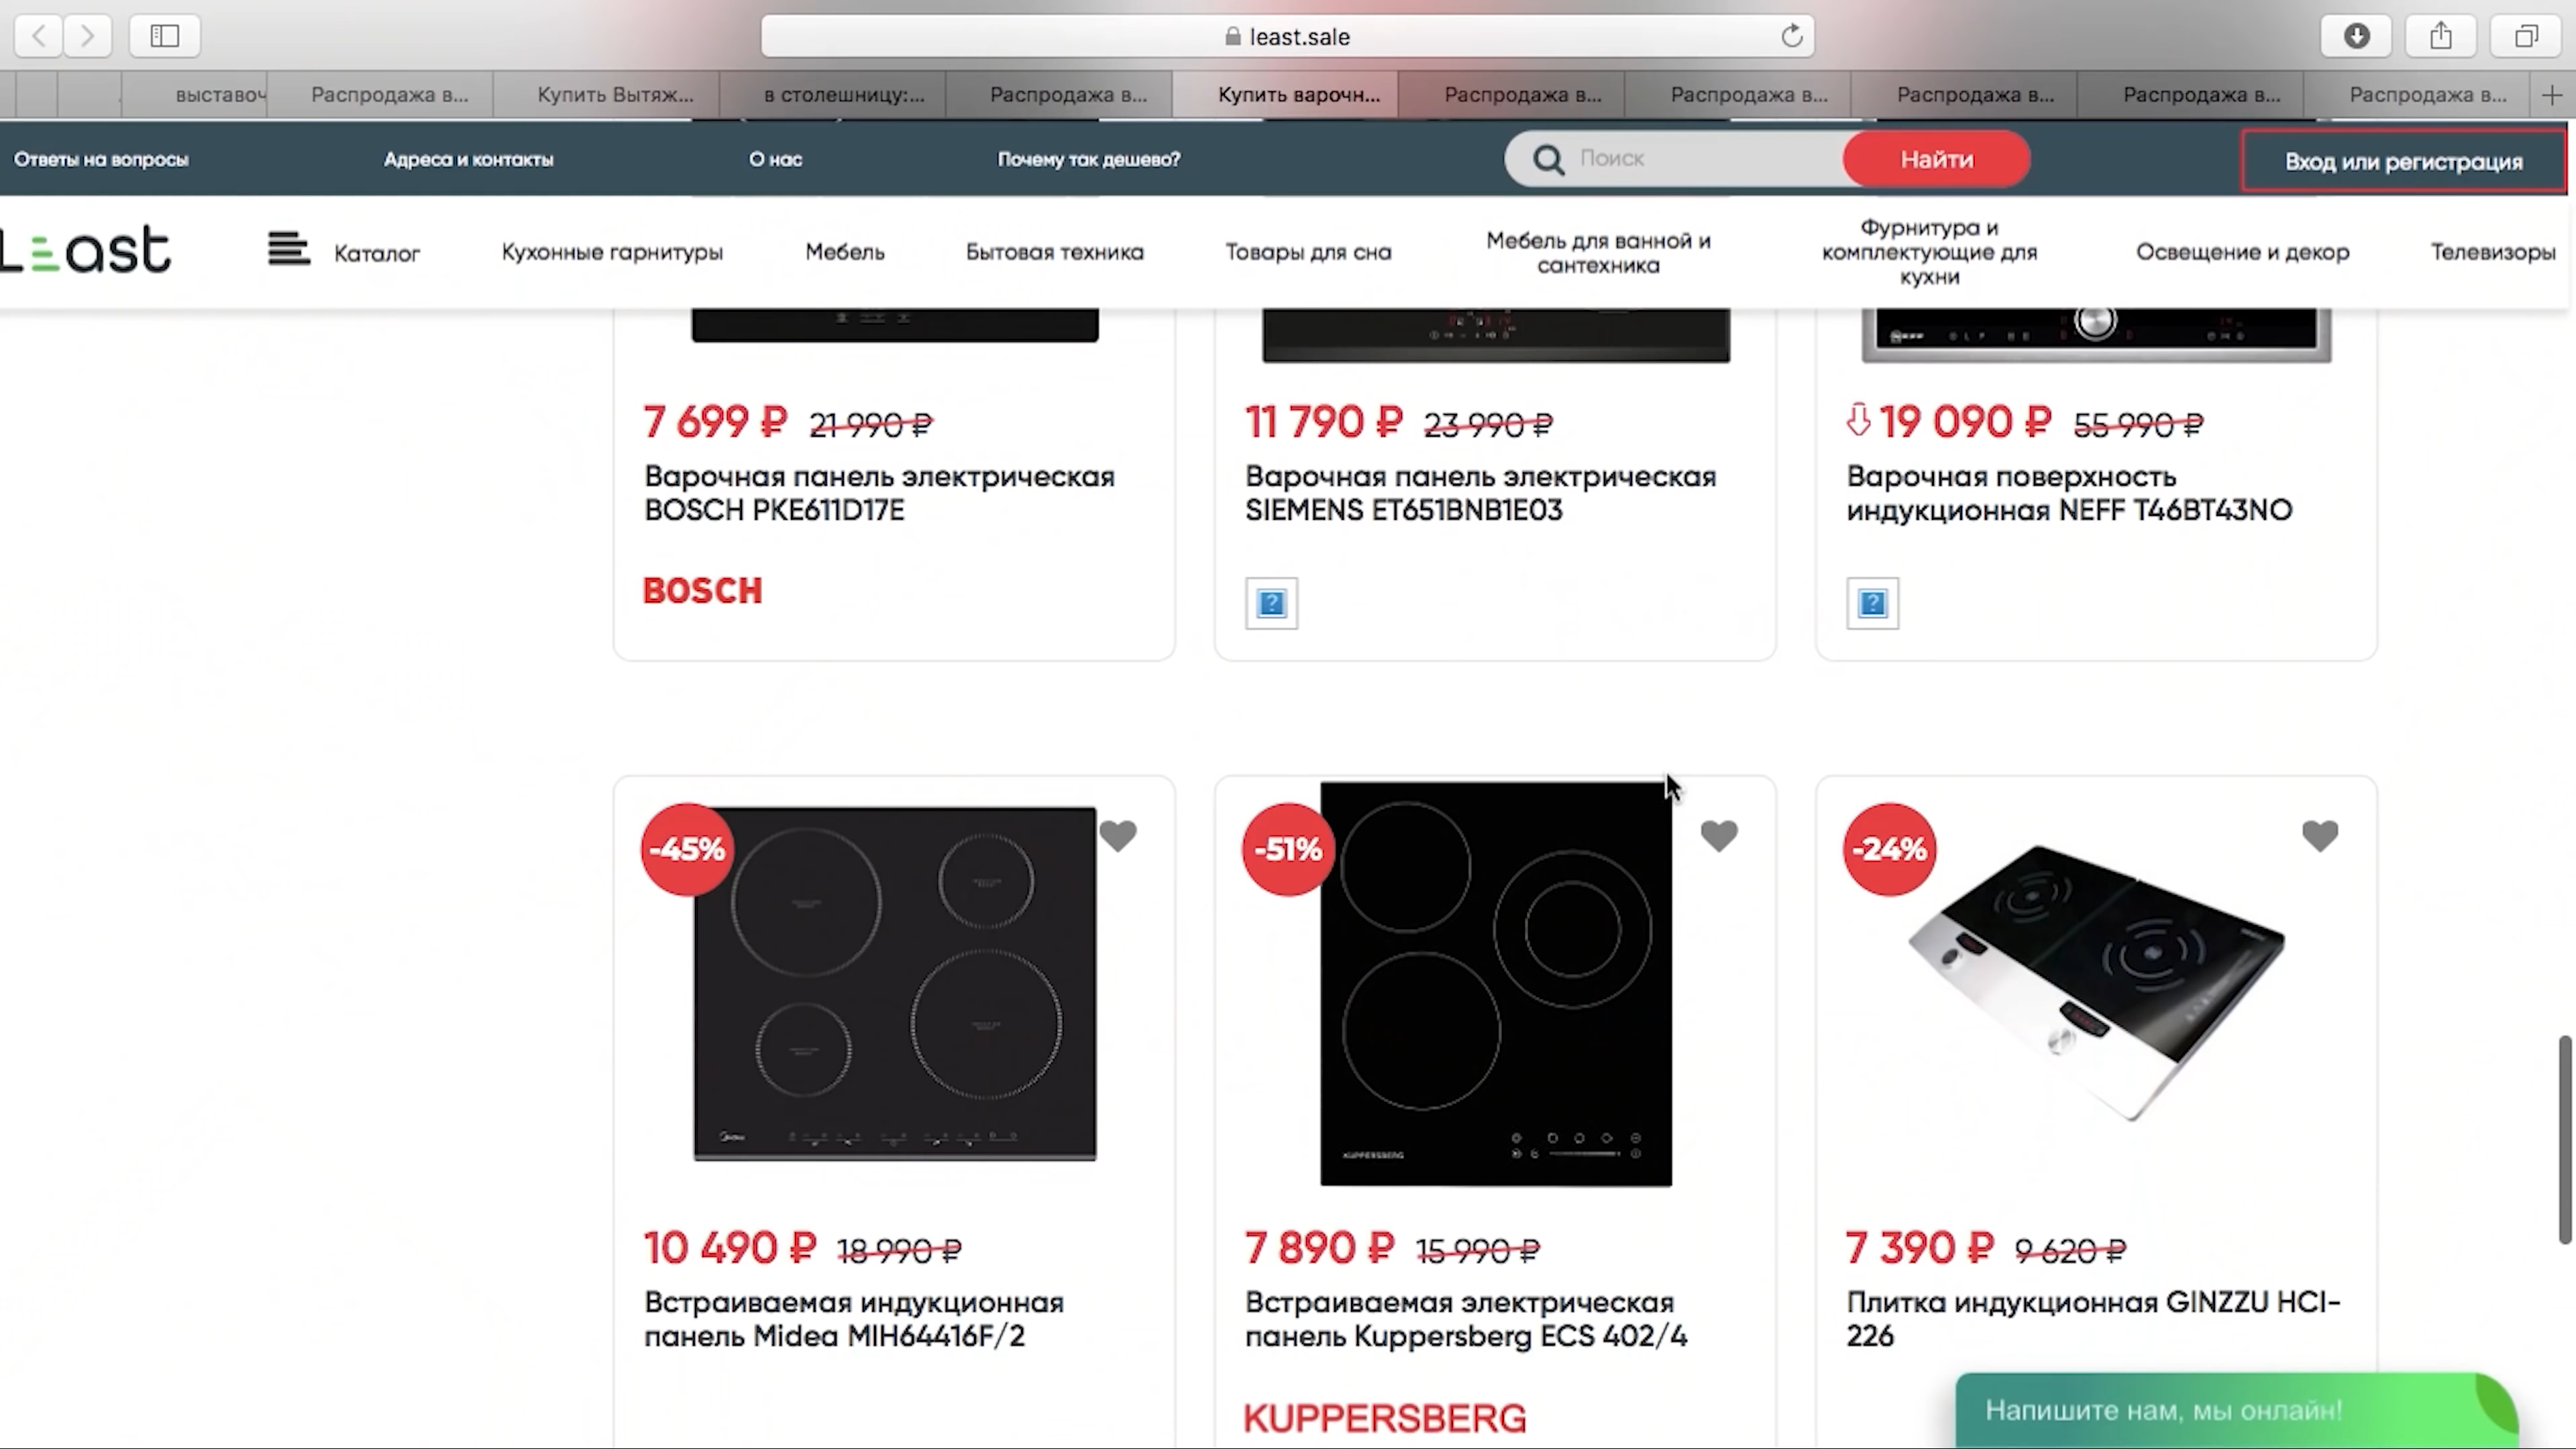 least.sale
выставоч
Распродажа в...
Купить Вытяж...
в столешницу:...
Распродажа в...
Купить варочн...
Распродажа в...
Распродажа в...
Распродажа в...
Распродажа в...
Распродажа в...
Ответы на вопросы
Адреса и контакты
О нас
Почему так дешево?
Поиск
Найти
Вход или регистрация
LEast
Каталог
Кухонные гарнитуры
Мебель
Бытовая техника
Товары для сна
Мебель для ванной и
сантехника
Фурнитура и
комплектующие для
кухни
Освещение и декор
Телевизоры
7 699 ₽ 21 990 ₽
Варочная панель электрическая
BOSCH PKE611D17E
BOSCH
11 790 ₽ 23 990 ₽
Варочная панель электрическая
SIEMENS ET651BNB1E03
19 090 ₽ 55 990 ₽
Варочная поверхность
индукционная NEFF T46BT43NO
-45%
10 490 ₽ 18 990 ₽
Встраиваемая индукционная
панель Midea MIH64416F/2
-51%
KUPPERSBERG
7 890 ₽ 15 990 ₽
Встраиваемая электрическая
панель Kuppersberg ECS 402/4
KUPPERSBERG
-24%
7 390 ₽ 9 620 ₽
Плитка индукционная GINZZU HCI-
226
Напишите нам, мы онлайн!